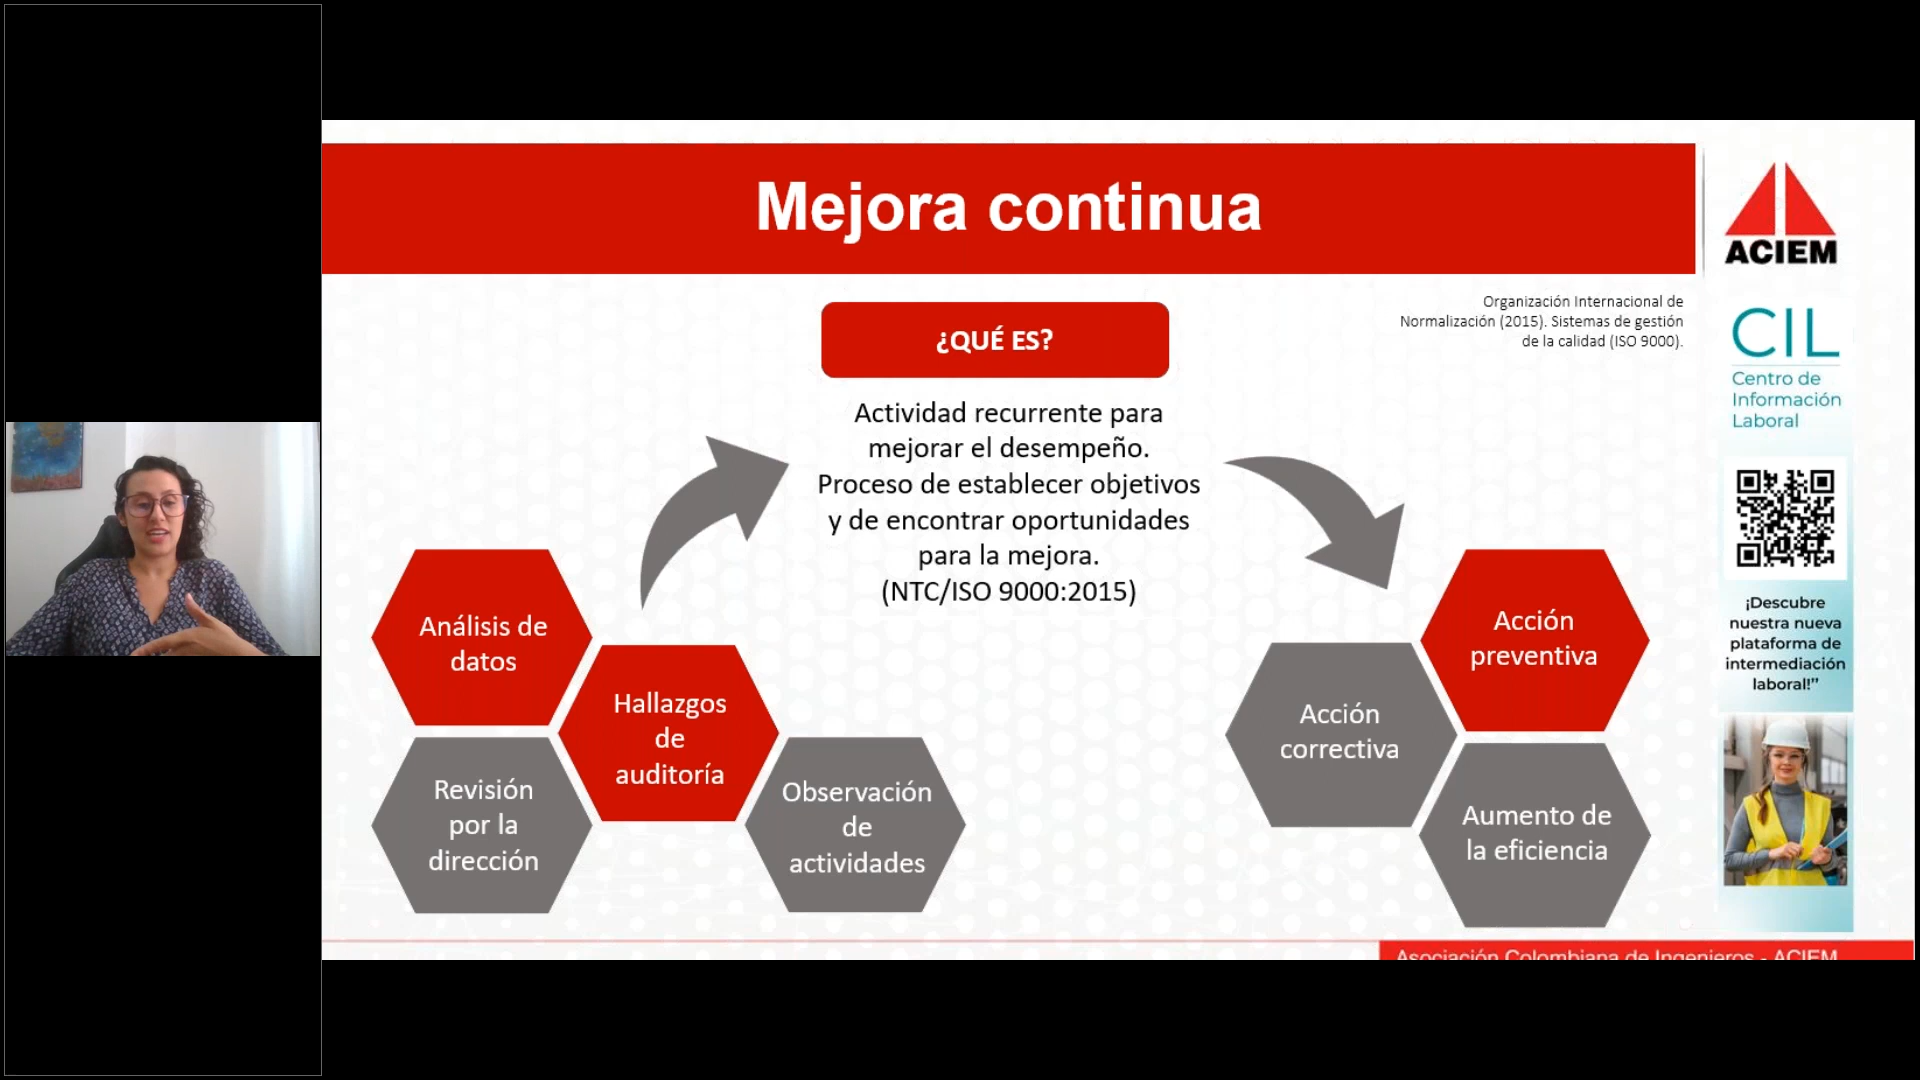 Mejora continua
ACIEM
¿QUÉ ES?
Organización Internacional de
Normalización (2015). Sistemas de gestión
de la calidad (ISO 9000).
Actividad recurrente para
mejorar el desempeño.
Proceso de establecer objetivos
y de encontrar oportunidades
para la mejora.
(NTC/ISO 9000:2015)
Análisis de
datos
Hallazgos
de
auditoría
Revisión
por la
dirección
Observación
de
actividades
Acción
preventiva
Acción
correctiva
Aumento de
la eficiencia
CIL
Centro de
Información
Laboral
¡Descubre
nuestra nueva
plataforma de
intermediación
laboral!”
Asociación Colombiana de Ingenieros - ACIEM